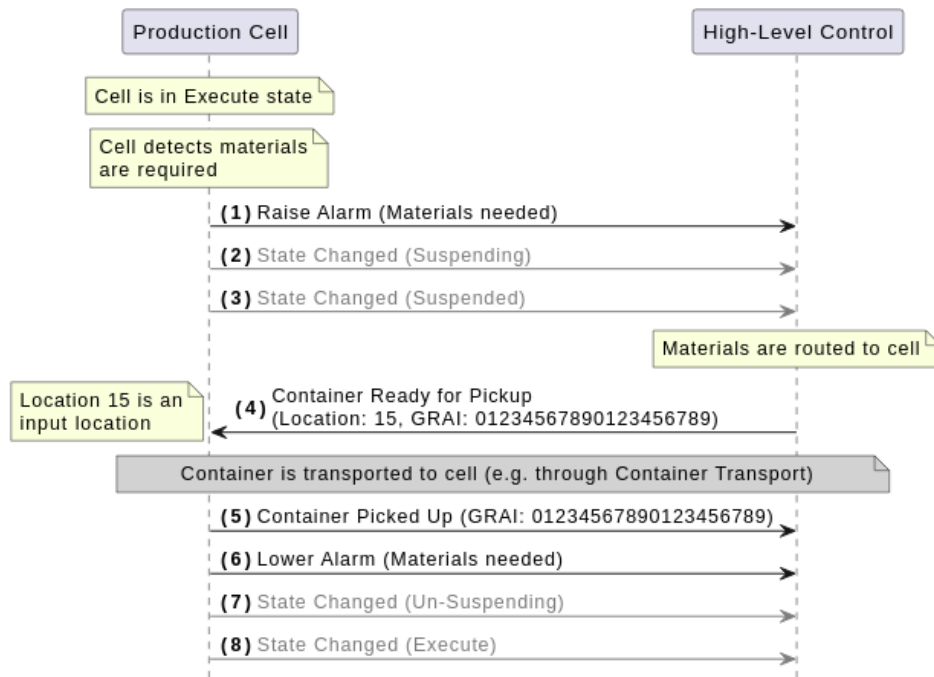 Production Cell
High-Level Control
Cell is in Execute state
Cell detects materials
are required
(1) Raise Alarm (Materials needed)
(2) State Changed (Suspending)
(3) State Changed (Suspended)
Materials are routed to cell
Location 15 is an
input location
(4) Container Ready for Pickup
(Location: 15, GRAI: 01234567890123456789)
Container is transported to cell (e.g. through Container Transport)
(5) Container Picked Up (GRAI: 01234567890123456789)
(6) Lower Alarm (Materials needed)
(7) State Changed (Un-Suspending)
(8) State Changed (Execute)